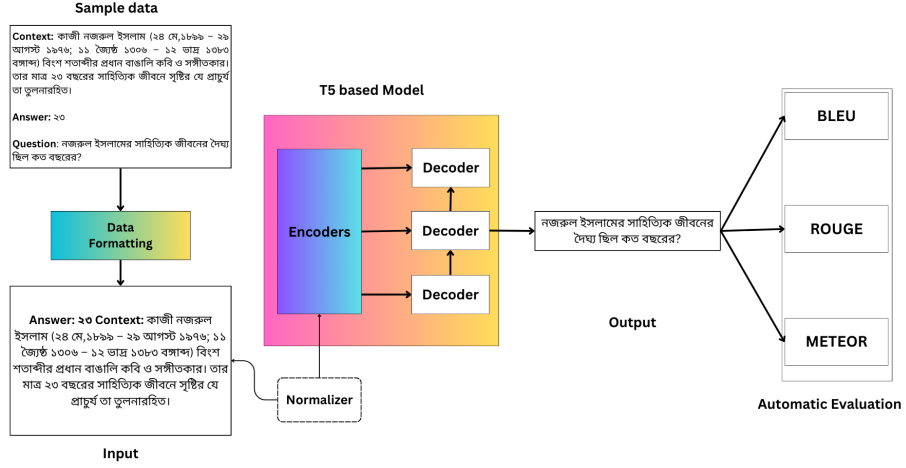 Sample data
Context: কাজী নজরুল ইসলাম (২৪ মে,১৮৯৯ – ২৯
আগস্ট ১৯৭৬; ১১ জ্যৈষ্ঠ ১৩০৬ – ১২ ভাদ্র ১৩৮৩
বঙ্গাব্দ) বিংশ শতাব্দীর প্রধান বাঙালি কবি ও সঙ্গীতকার।
তার মাত্র ২৩ বছরের সাহিত্যিক জীবনে সৃষ্টির যে প্রাচুর্য
তা তুলনারহিত।
Answer: ২৩
Question: নজরুল ইসলামের সাহিত্যিক জীবনের দৈঘ্য
ছিল কত বছরের?
Data
Formatting
Answer: ২৩ Context: কাজী নজরুল
ইসলাম (২৪ মে,১৮৯৯ – ২৯ আগস্ট ১৯৭৬; ১১
জ্যৈষ্ঠ ১৩০৬ – ১২ ভাদ্র ১৩৮৩ বঙ্গাব্দ) বিংশ
শতাব্দীর প্রধান বাঙালি কবি ও সঙ্গীতকার। তার
মাত্র ২৩ বছরের সাহিত্যিক জীবনে সৃষ্টির যে
প্রাচুর্য তা তুলনারহিত।
Input
T5 based Model
Encoders
Decoder
Decoder
Decoder
Normalizer
নজরুল ইসলামের সাহিত্যিক জীবনের
দৈঘ্য ছিল কত বছরের?
Output
BLEU
ROUGE
METEOR
Automatic Evaluation